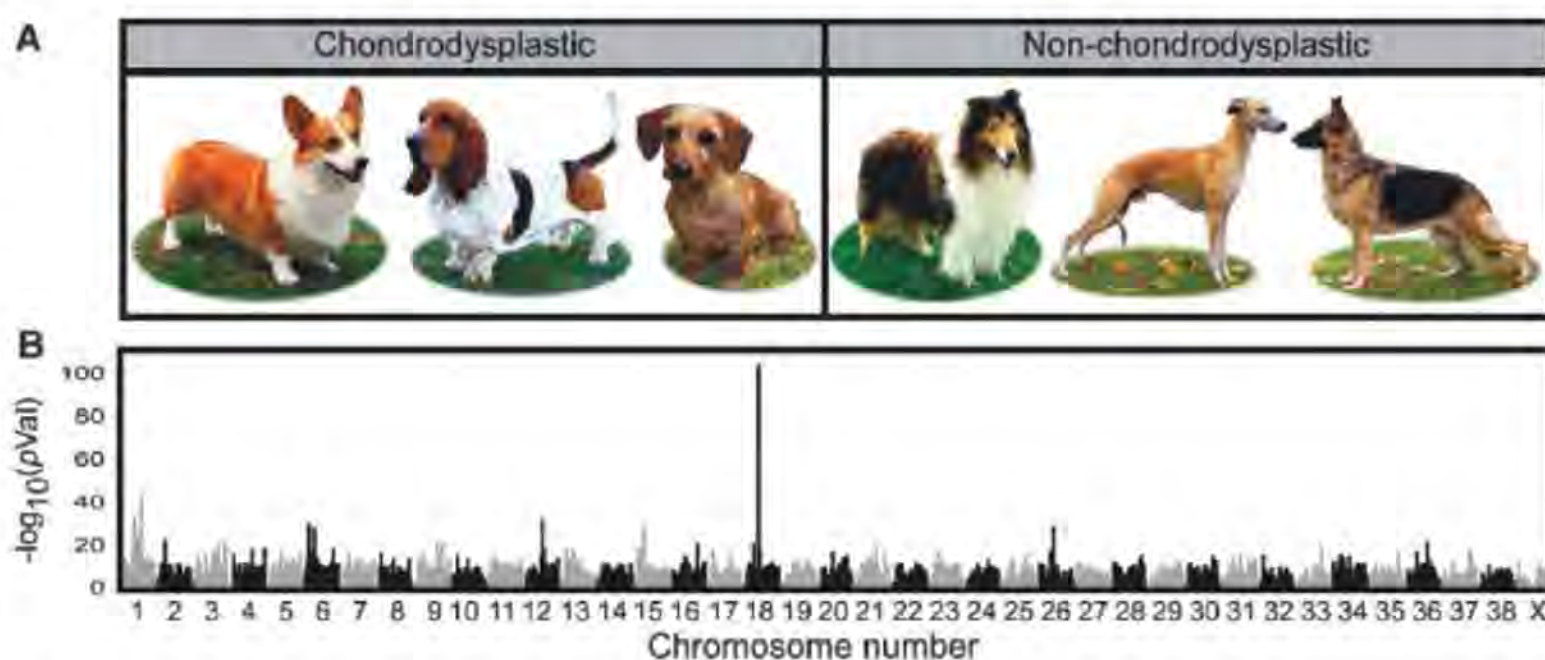 A
Chondrodysplastic Non-chondrodysplastic
B
-log10(pVal)
100
80
60
40
20
0
1 2 3 4 5 6 7 8 9 10 11 12 13 14 15 16 17 18 19 20 21 22 23 24 25 26 27 28 29 30 31 32 33 34 35 36 37 38 X
Chromosome number